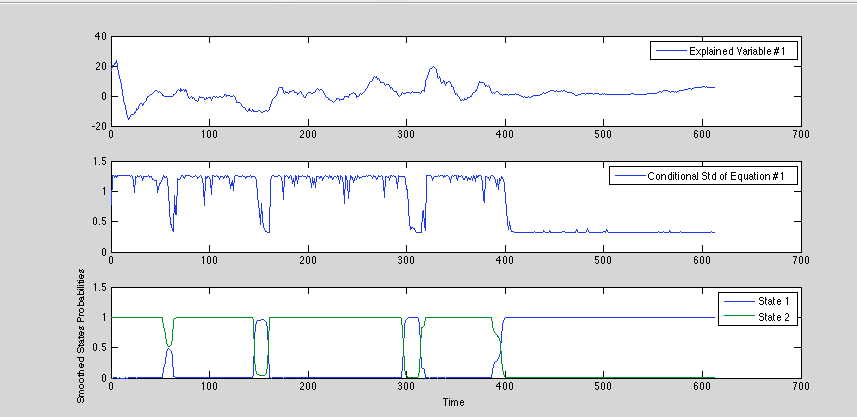 40
20
0
-20
Explained Variable #1
0 100 200 300 400 500 600 700
1.5
1
0.5
0
Conditional Std of Equation #1
0 100 200 300 400 500 600 700
Smoothed States Probabilities
1.5
1
0.5
0
State 1
State 2
0 100 200 300 400 500 600 700
Time